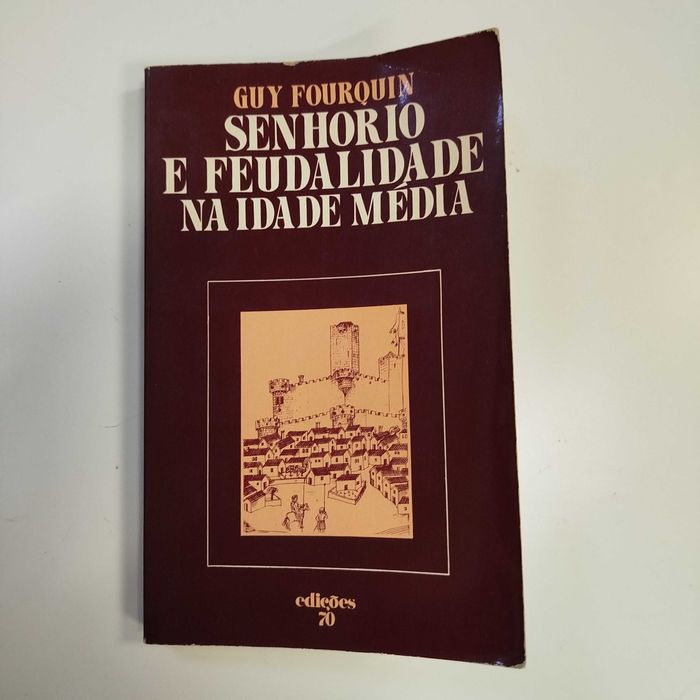 GUY FOURQUIN
SENHORIO
E FEUDALIDADE
NA IDADE MÉDIA
edições
70